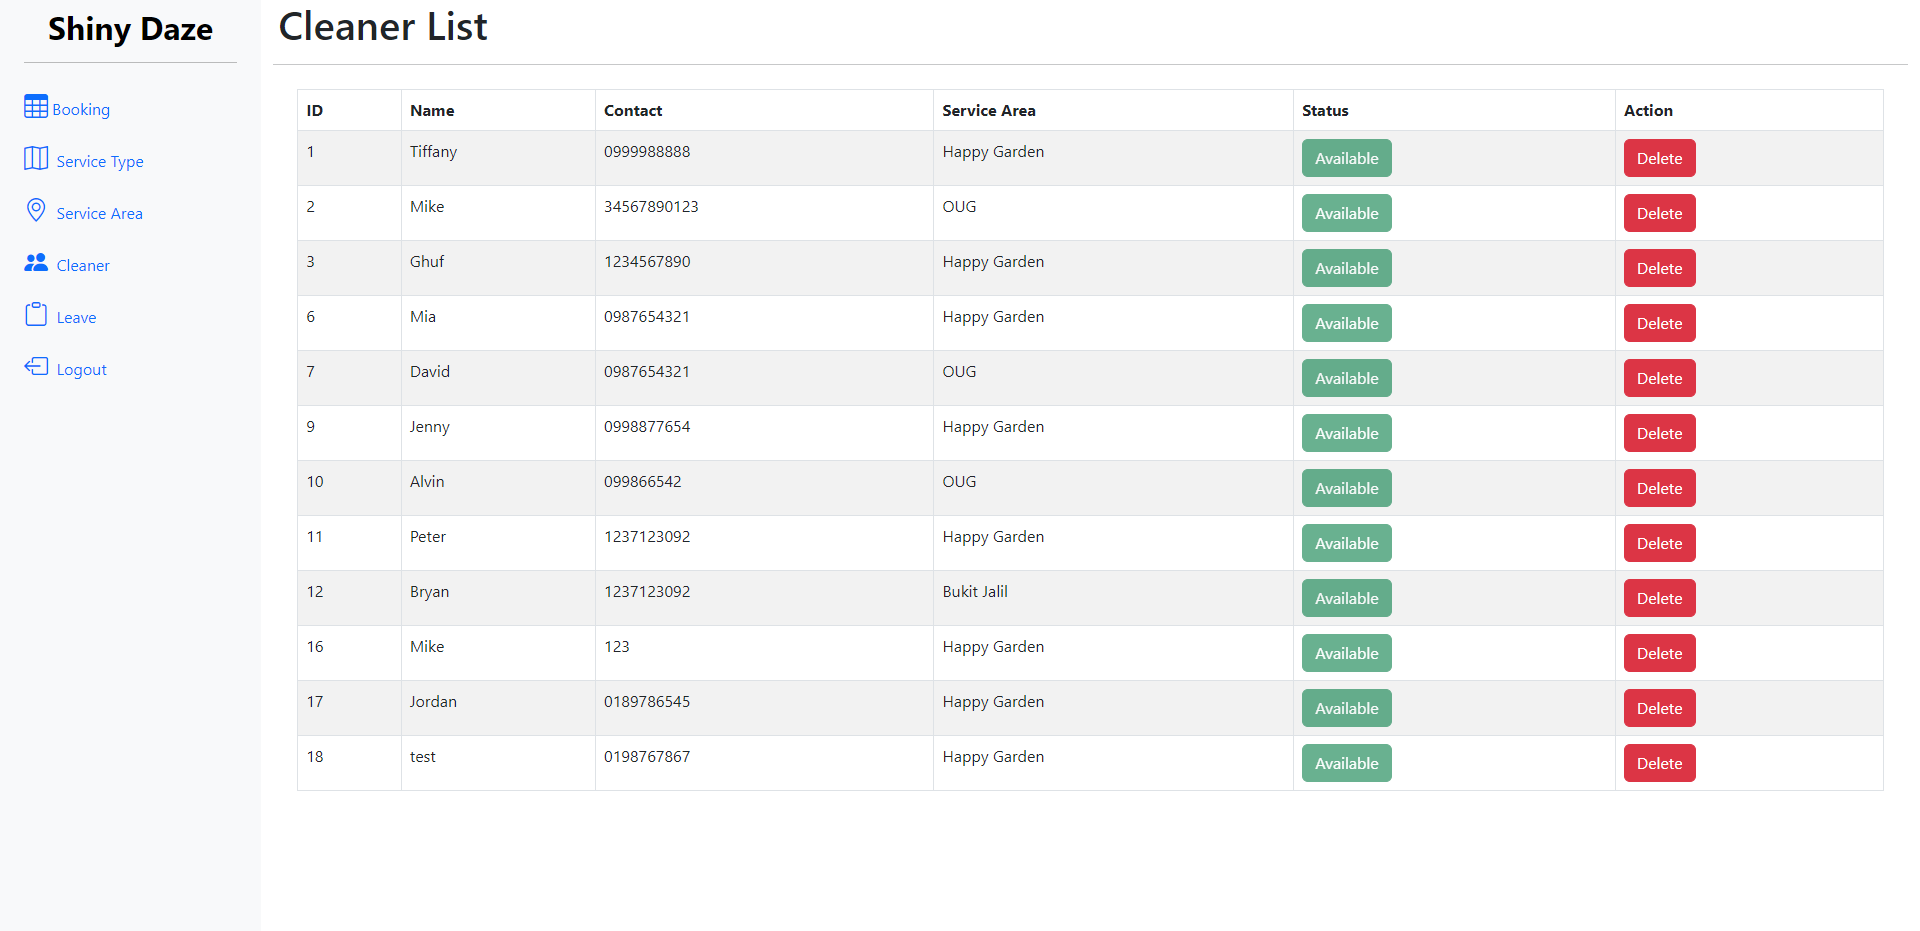 Shiny Daze
Booking
Service Type
Service Area
Cleaner
Leave
Logout
Cleaner List
ID Name Contact Service Area Status Action
1 Tiffany 0999988888 Happy Garden Available Delete
2 Mike 34567890123 OUG Available Delete
3 Ghuf 1234567890 Happy Garden Available Delete
6 Mia 0987654321 Happy Garden Available Delete
7 David 0987654321 OUG Available Delete
9 Jenny 0998877654 Happy Garden Available Delete
10 Alvin 099866542 OUG Available Delete
11 Peter 1237123092 Happy Garden Available Delete
12 Bryan 1237123092 Bukit Jalil Available Delete
16 Mike 123 Happy Garden Available Delete
17 Jordan 0189786545 Happy Garden Available Delete
18 test 0198767867 Happy Garden Available Delete